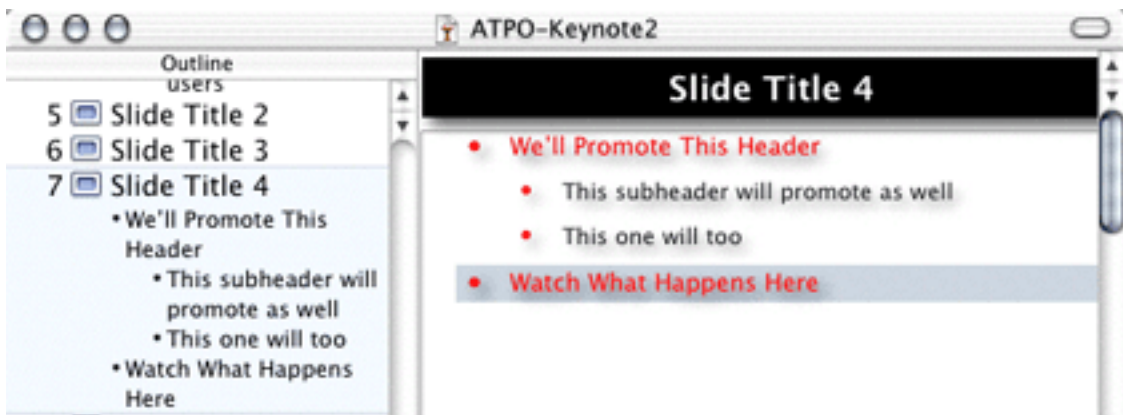 ATPO-Keynote2
Outline
users
5 Slide Title 2
6 Slide Title 3
7 Slide Title 4
•We'll Promote This
Header
•This subheader will
promote as well
•This one will too
•Watch What Happens
Here
Slide Title 4
• We'll Promote This Header
• This subheader will promote as well
• This one will too
• Watch What Happens Here